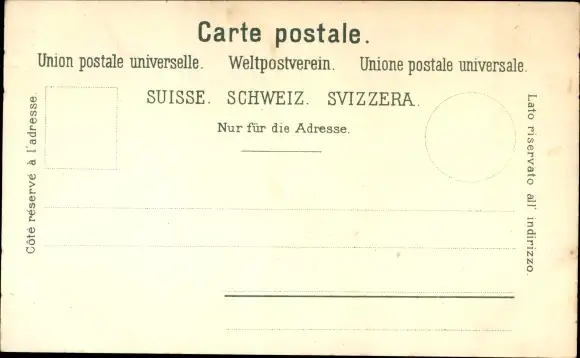 Carte postale.
Union postale universelle. Weltpostverein. Unione postale universale.
SUISSE. SCHWEIZ. SVIZZERA.
Nur für die Adresse.
Côté réservé à l'adresse.
Lato riservato all' indirizzo.